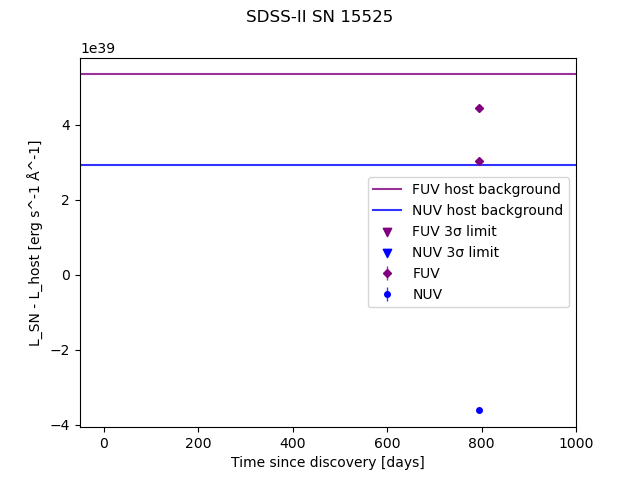 SDSS-II SN 15525
1e39
L_SN - L_host [erg s^-1 Å^-1]
4
2
0
−2
−4
FUV host background
NUV host background
FUV 3σ limit
NUV 3σ limit
FUV
NUV
0 200 400 600 800 1000
Time since discovery [days]